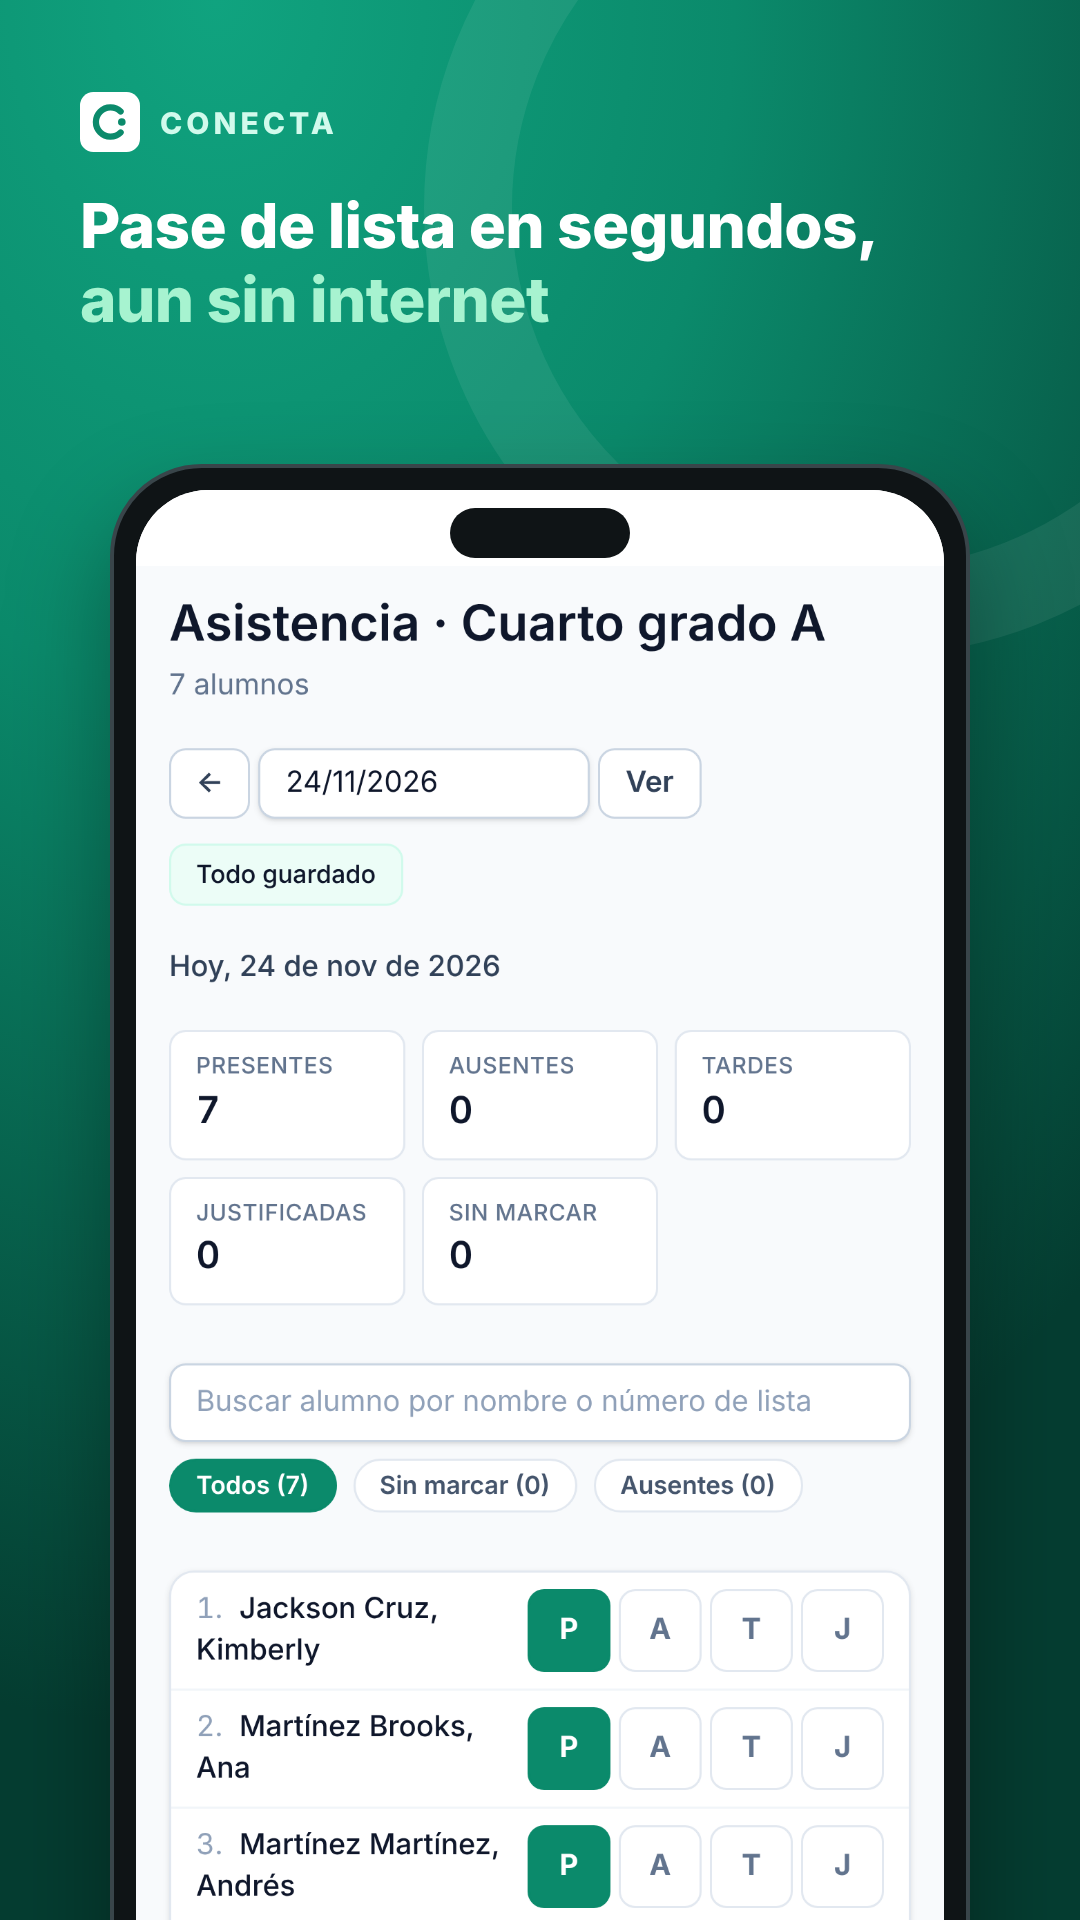 CONECTA
Pase de lista en segundos,
aun sin internet
Asistencia · Cuarto grado A
7 alumnos
← 24/11/2026 Ver
Todo guardado
Hoy, 24 de nov de 2026
PRESENTES AUSENTES TARDES
7 0 0
JUSTIFICADAS SIN MARCAR
0 0
Buscar alumno por nombre o número de lista
Todos (7) Sin marcar (0) Ausentes (0)
1. Jackson Cruz,
Kimberly
P A T J
2. Martínez Brooks,
Ana
P A T J
3. Martínez Martínez,
Andrés
P A T J